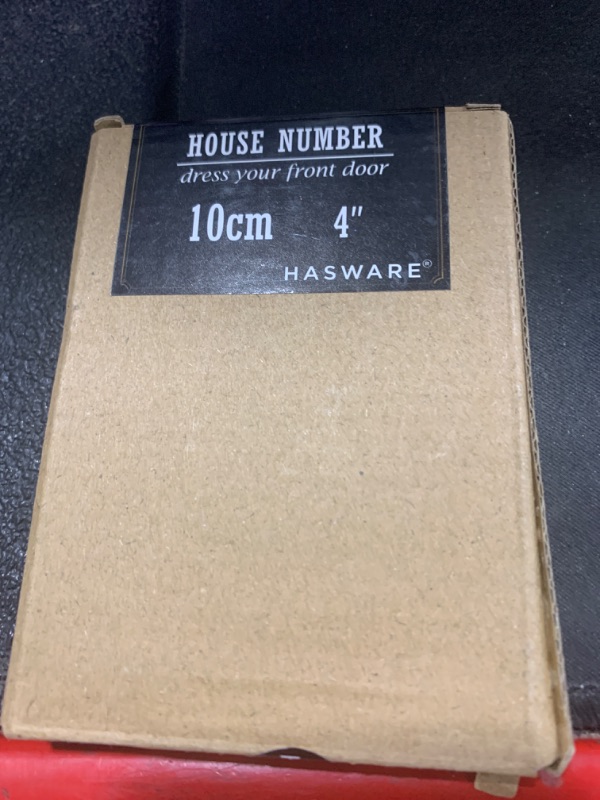 HOUSE NUMBER
dress your front door
10cm 4"
HASWARE®